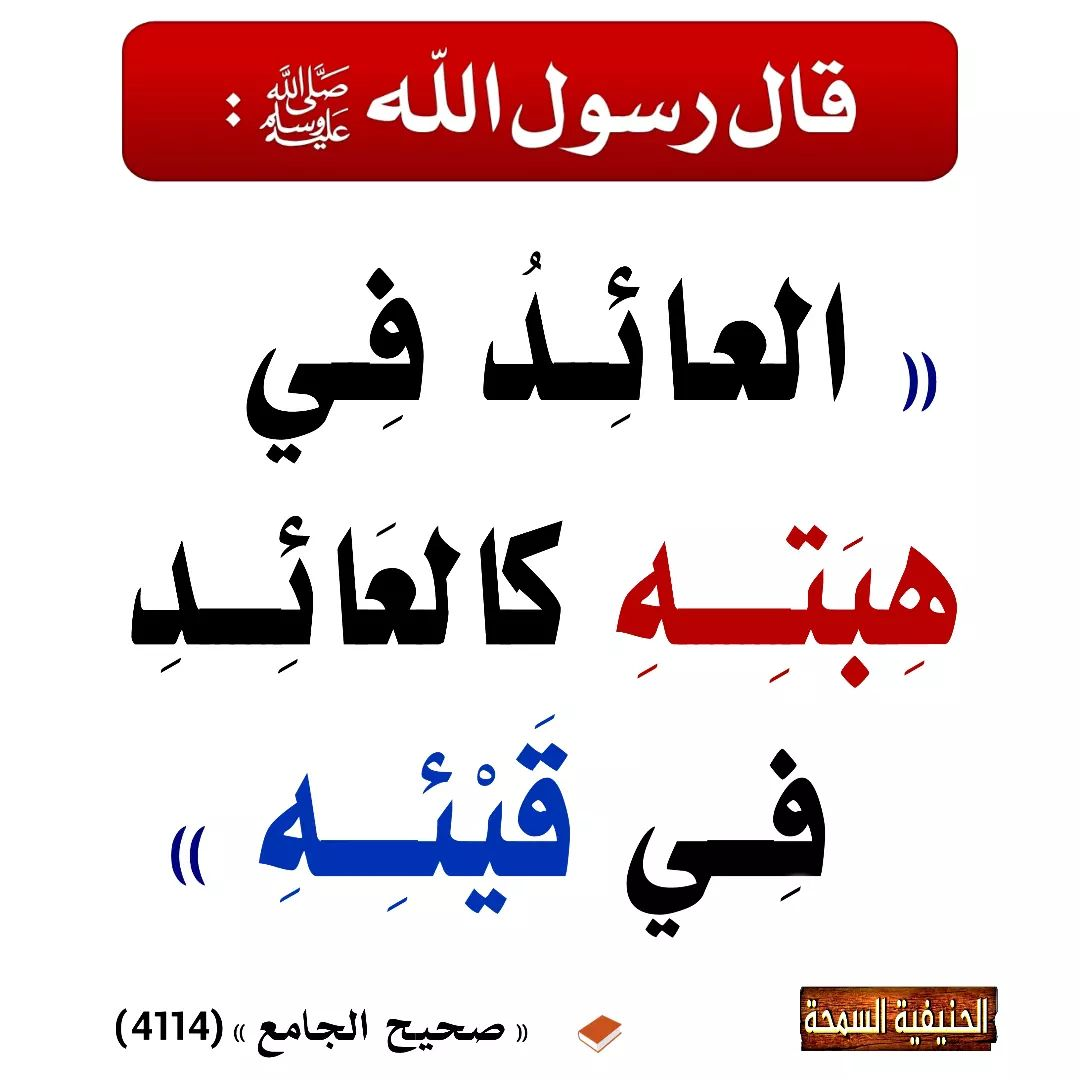 قال رسول الله ﷺ :
(( العائِدُ فِي
هِبَتِهِ كالعَائِدِ
فِي قَيْئِهِ ))
« صحيح الجامع » (4114)
الحنيفية السمحة